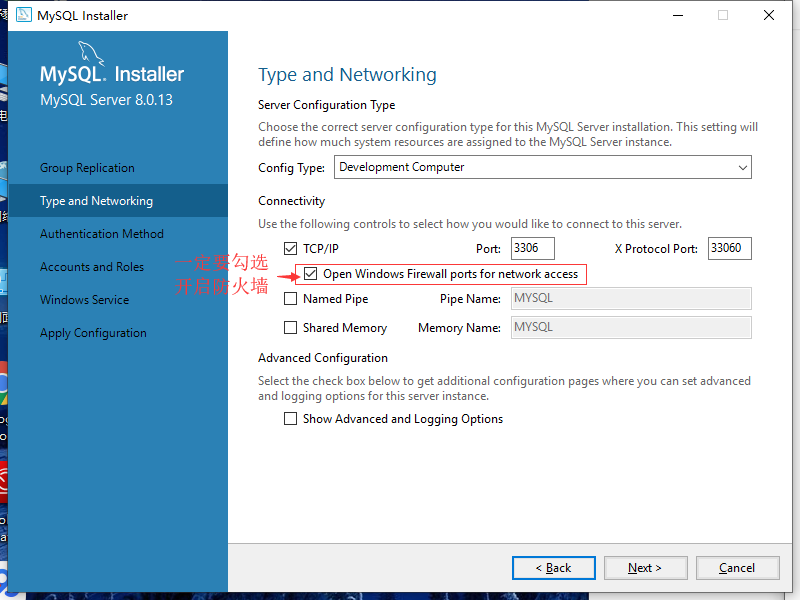 MySQL Installer
MySQL. Installer
MySQL Server 8.0.13
Group Replication
Type and Networking
Authentication Method
Accounts and Roles
Windows Service
Apply Configuration
Type and Networking
Server Configuration Type
Choose the correct server configuration type for this MySQL Server installation. This setting will
define how much system resources are assigned to the MySQL Server instance.
Config Type: Development Computer
Connectivity
Use the following controls to select how you would like to connect to this server.
TCP/IP Port: 3306 X Protocol Port: 33060
一定要勾选
开启防火墙
Open Windows Firewall ports for network access
Named Pipe Pipe Name: MYSQL
Shared Memory Memory Name: MYSQL
Advanced Configuration
Select the check box below to get additional configuration pages where you can set advanced
and logging options for this server instance.
Show Advanced and Logging Options
< Back Next > Cancel